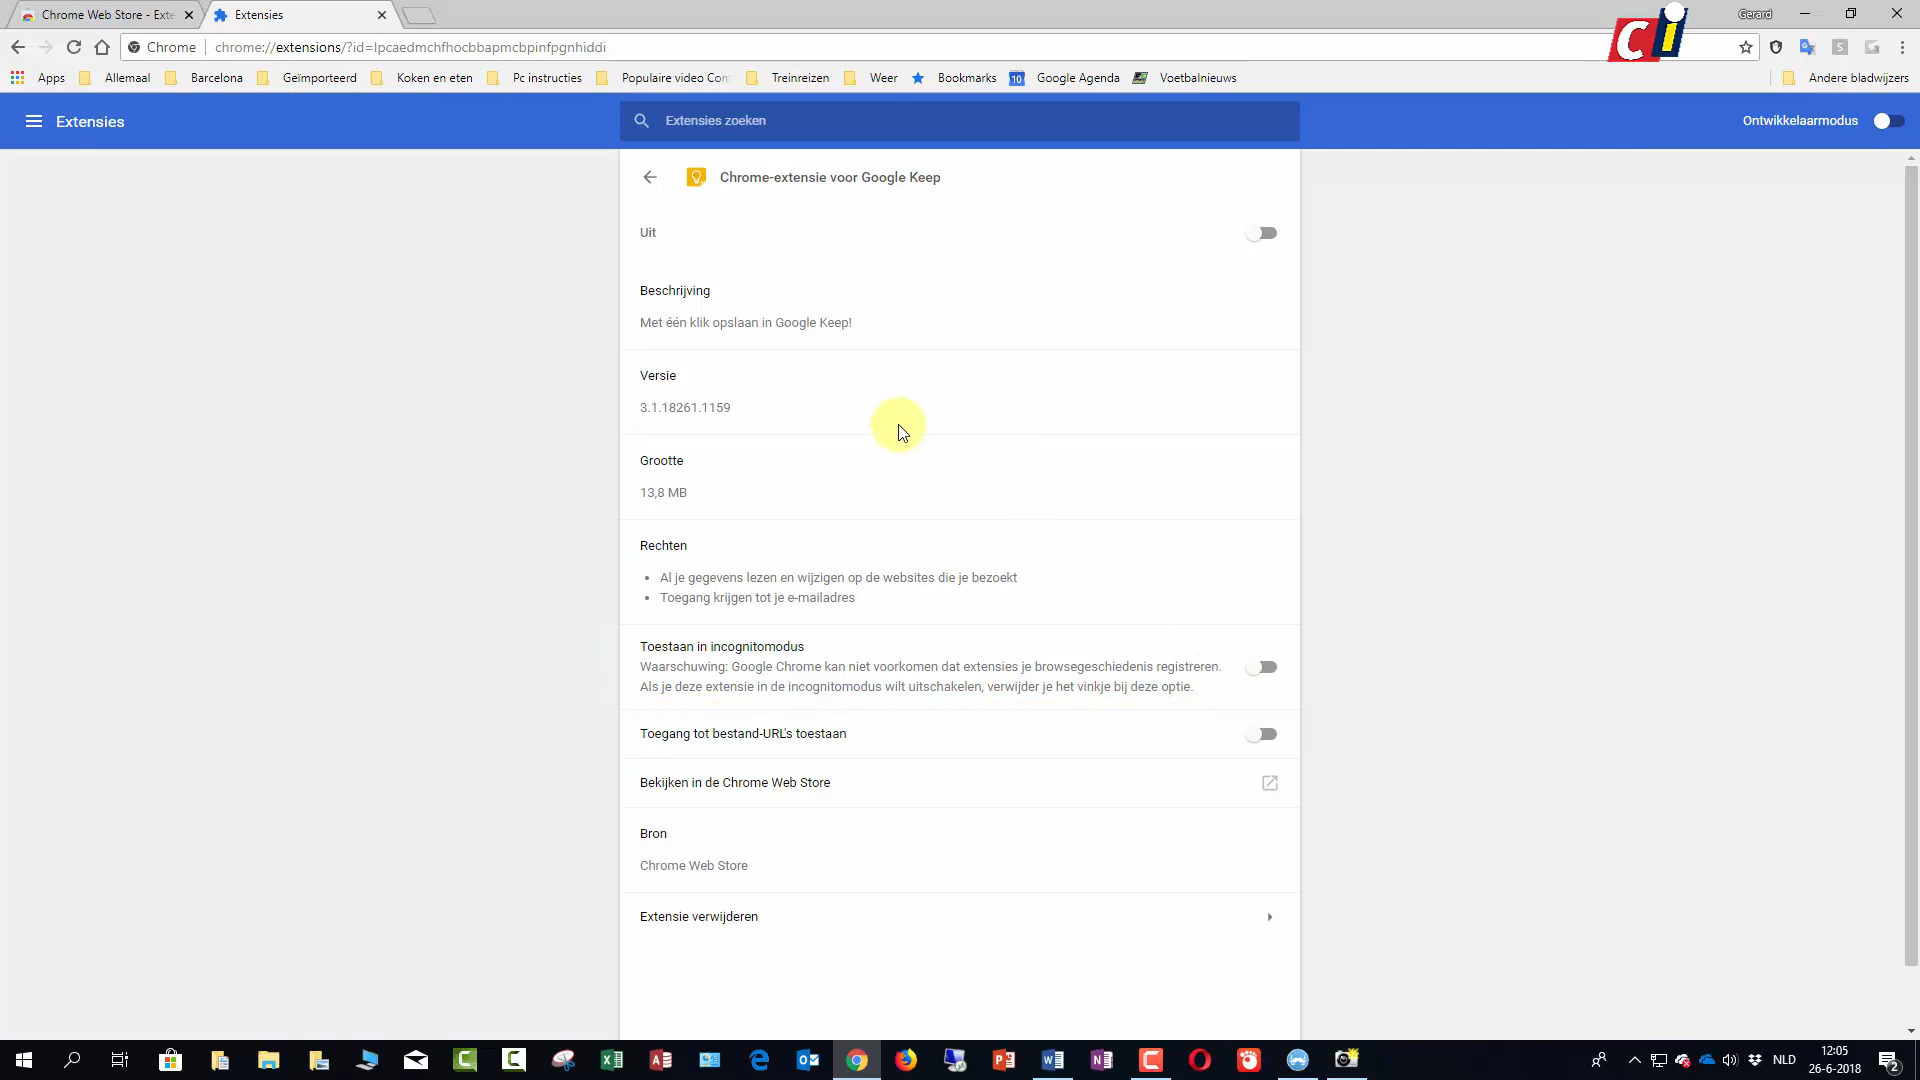 Chrome Web Store - Exte
Extensies
Gerard
Chrome
chrome://extensions/?id=lpcaedmchfhocbbapmcbpinfpgnhiddi
Ci
S
Apps
Allemaal
Barcelona
Geïmporteerd
Koken en eten
Pc instructies
Populaire video Com
Treinreizen
Weer
Bookmarks
10
Google Agenda
Voetbalnieuws
Andere bladwijzers
Extensies
Extensies zoeken
Ontwikkelaarmodus
Chrome-extensie voor Google Keep
Uit
Beschrijving
Met één klik opslaan in Google Keep!
Versie
3.1.18261.1159
Grootte
13,8 MB
Rechten
Al je gegevens lezen en wijzigen op de websites die je bezoekt
Toegang krijgen tot je e-mailadres
Toestaan in incognitomodus
Waarschuwing: Google Chrome kan niet voorkomen dat extensies je browsegeschiedenis registreren.
Als je deze extensie in de incognitomodus wilt uitschakelen, verwijder je het vinkje bij deze optie.
Toegang tot bestand-URL's toestaan
Bekijken in de Chrome Web Store
Bron
Chrome Web Store
Extensie verwijderen
NLD
12:05
26-6-2018
2